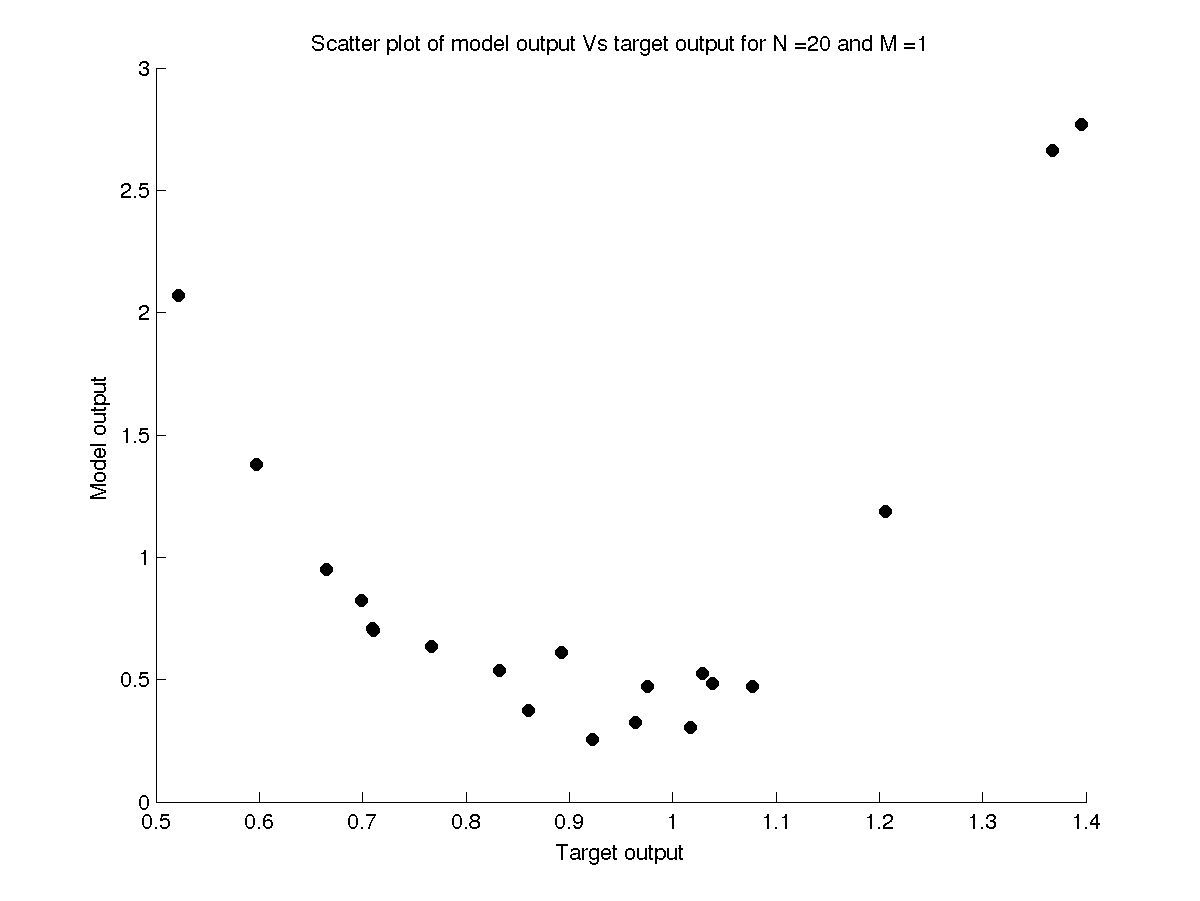 Scatter plot of model output Vs target output for N =20 and M =1
3
2.5
2
1.5
1
0.5
0
Model output
0.5 0.6 0.7 0.8 0.9 1 1.1 1.2 1.3 1.4
Target output